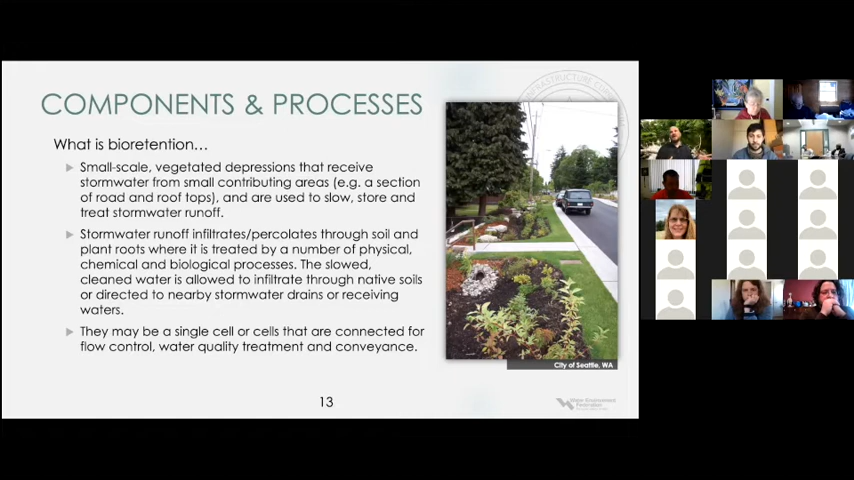 COMPONENTS & PROCESSES
What is bioretention…
Small-scale, vegetated depressions that receive
stormwater from small contributing areas (e.g. a section
of road and roof tops), and are used to slow, store and
treat stormwater runoff.
Stormwater runoff infiltrates/percolates through soil and
plant roots where it is treated by a number of physical,
chemical and biological processes. The slowed,
cleaned water is allowed to infiltrate through native soils
or directed to nearby stormwater drains or receiving
waters.
They may be a single cell or cells that are connected for
flow control, water quality treatment and conveyance.
City of Seattle, WA
13
Water Environment
Federation